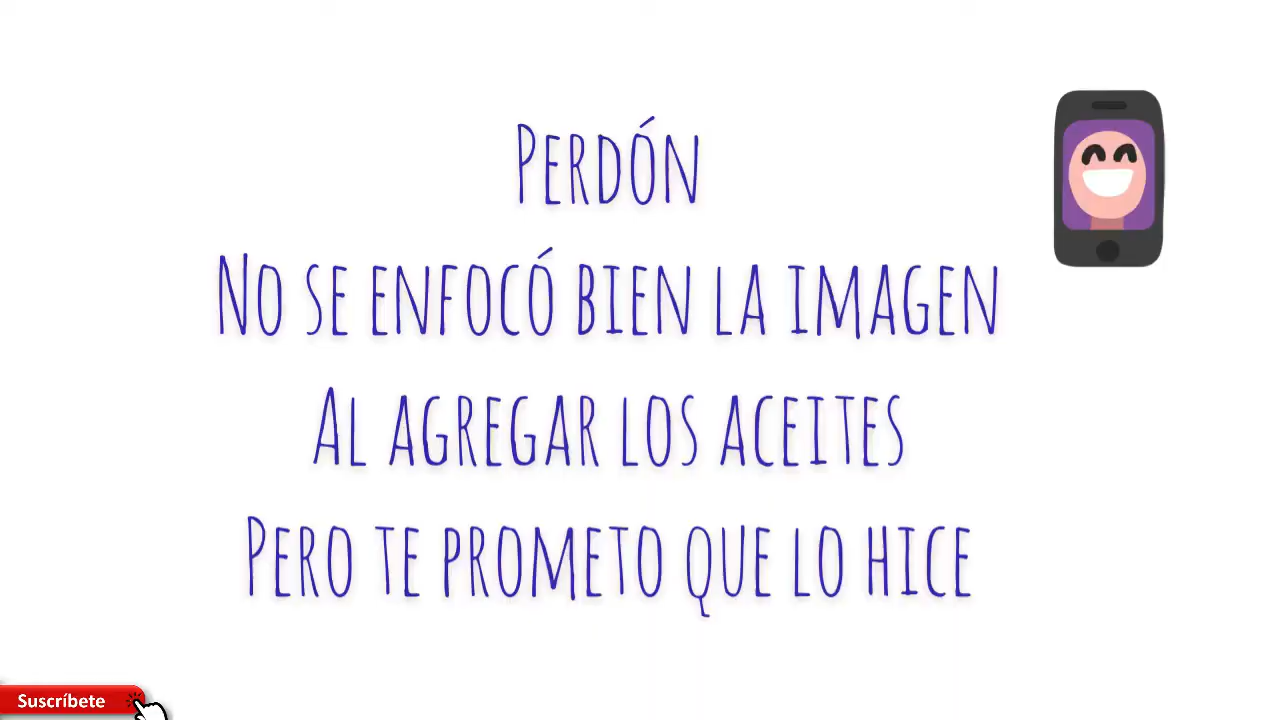 Perdón
No se enfocó bien la imagen
Al agregar los aceites
Pero te prometo que lo hice
Suscríbete